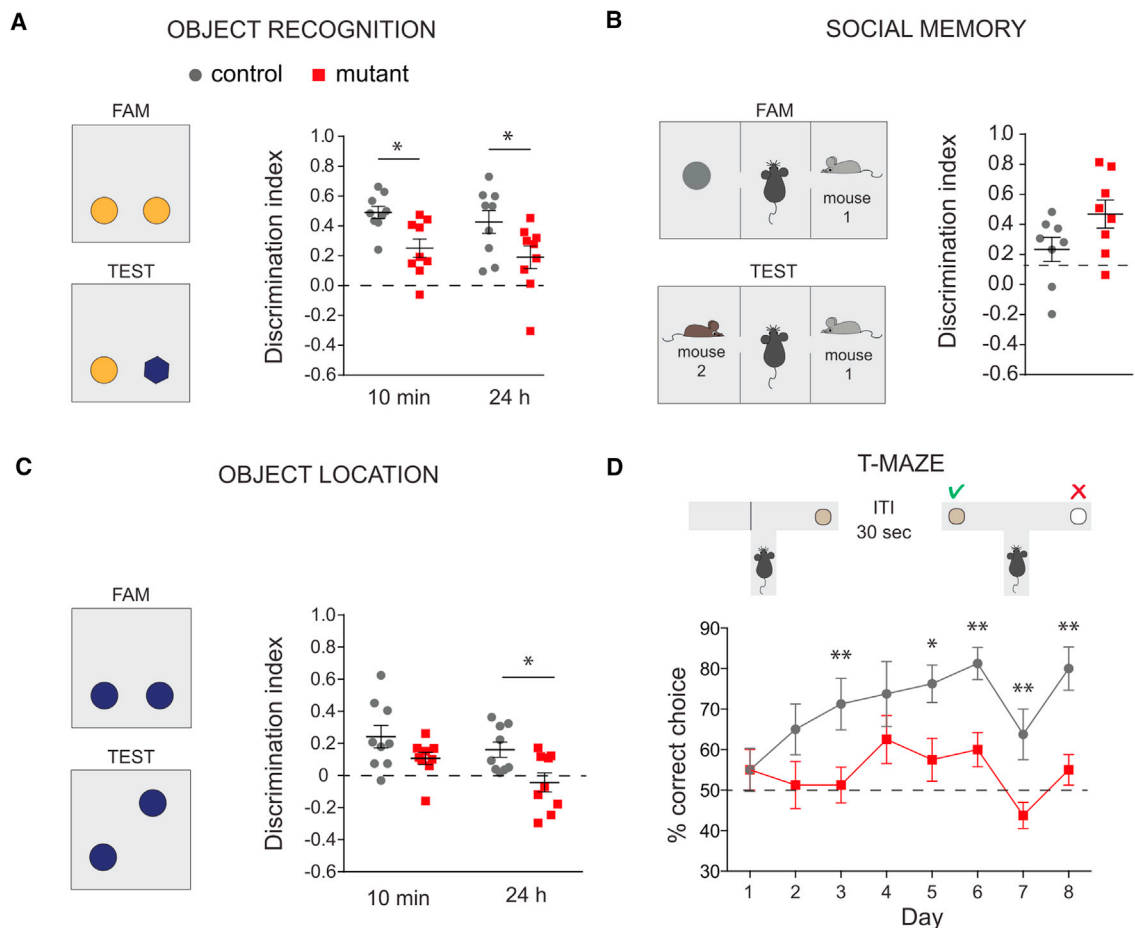 A
OBJECT RECOGNITION
control mutant
FAM
TEST
Discrimination index
1.0
0.8
0.6
0.4
0.2
0.0
-0.2
-0.4
-0.6
* *
10 min 24 h
B
SOCIAL MEMORY
FAM
mouse
1
TEST
mouse
2
mouse
1
Discrimination index
1.0
0.8
0.6
0.4
0.2
0.0
-0.2
-0.4
-0.6
C
OBJECT LOCATION
FAM
TEST
Discrimination index
1.0
0.8
0.6
0.4
0.2
0.0
-0.2
-0.4
-0.6
*
10 min 24 h
D
T-MAZE
ITI
30 sec
% correct choice
90
80
70
60
50
40
30
** * ** ** **
1 2 3 4 5 6 7 8
Day